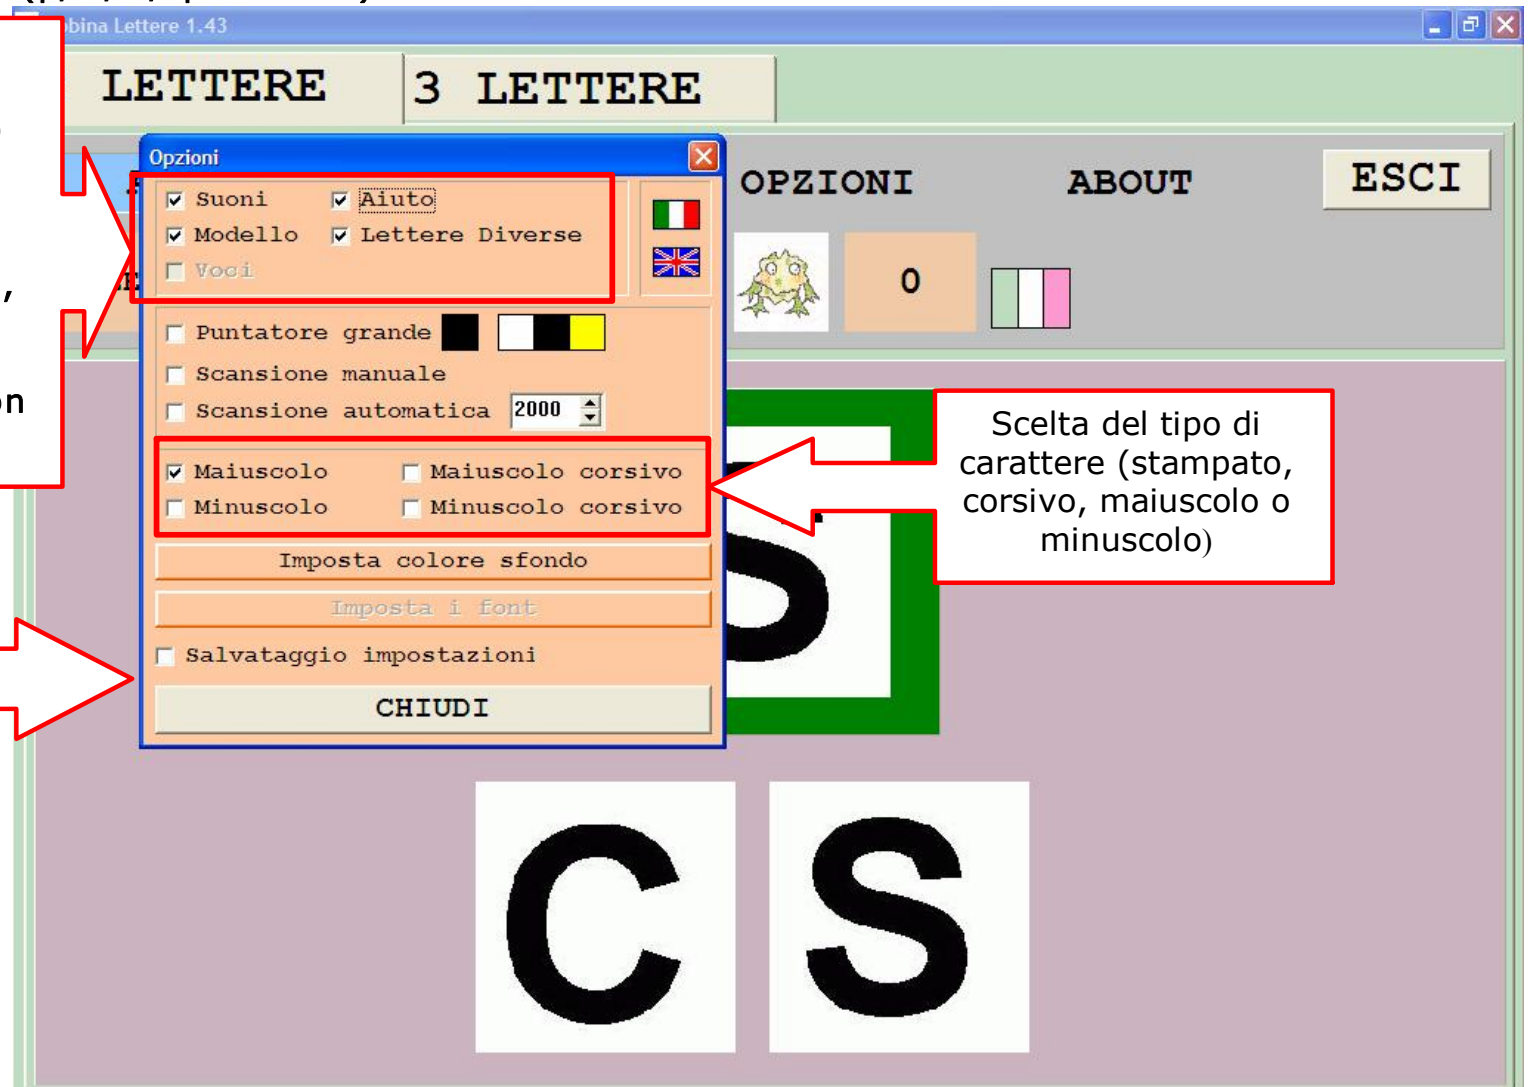 bina Lettere 1.43
LETTERE
3 LETTERE
Opzioni
OPZIONI
ABOUT
ESCI
Suoni
Aiuto
Modello
Lettere Diverse
Voci
,
0
Puntatore grande
Scansione manuale
Scansione automatica 2000
on
Scelta del tipo di
carattere (stampato,
corsivo, maiuscolo o
minuscolo)
Maiuscolo
Maiuscolo corsivo
Minuscolo
Minuscolo corsivo
S
Imposta colore sfondo
Imposta i font
Salvataggio impostazioni
CHIUDI
C S